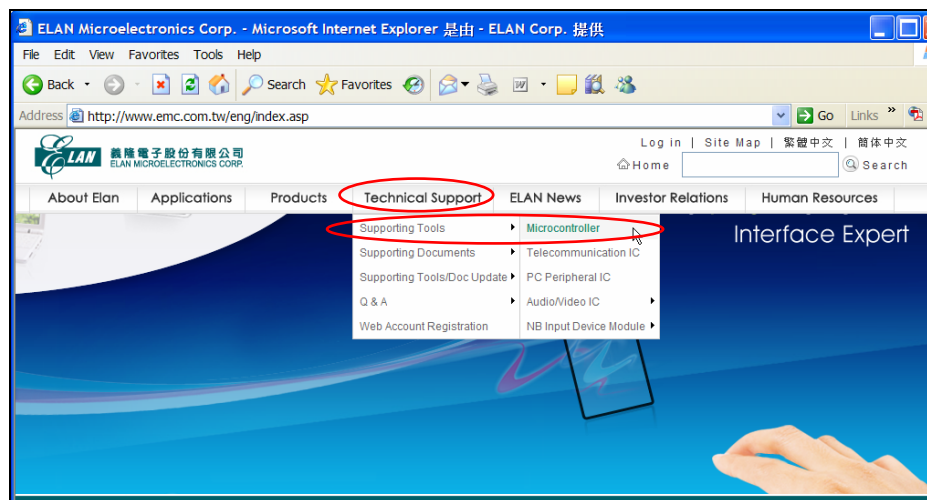 ELAN Microelectronics Corp. - Microsoft Internet Explorer 是由 - ELAN Corp. 提供
File Edit View Favorites Tools Help
Back Search Favorites
Address http://www.emc.com.tw/eng/index.asp Go Links »
Log in | Site Map | 繁體中文 | 簡体中文
ELAN 義隆電子股份有限公司
ELAN MICROELECTRONICS CORP.
Home Search
About Elan Applications Products Technical Support ELAN News Investor Relations Human Resources
Supporting Tools Microcontroller
Interface Expert
Supporting Documents Telecommunication IC
Supporting Tools/Doc Update PC Peripheral IC
Q & A Audio/Video IC
Web Account Registration NB Input Device Module